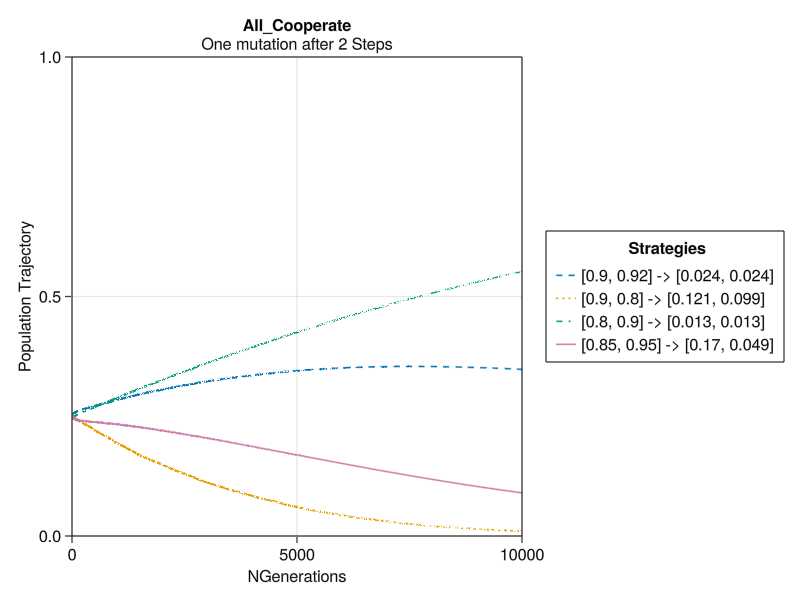 All_Cooperate
One mutation after 2 Steps
1.0
0.5
0.0
Population Trajectory
0
5000
10000
NGenerations
Strategies
[0.9, 0.92] -> [0.024, 0.024]
[0.9, 0.8] -> [0.121, 0.099]
[0.8, 0.9] -> [0.013, 0.013]
[0.85, 0.95] -> [0.17, 0.049]